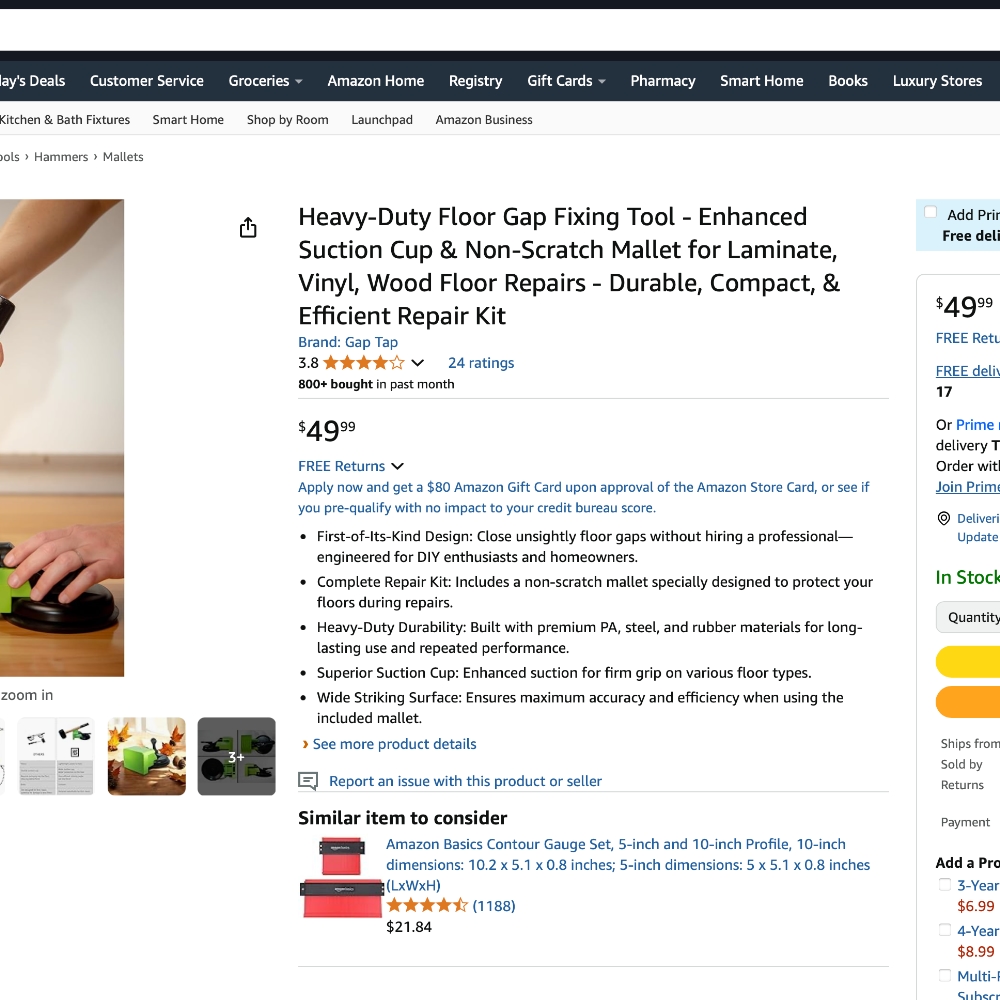 Customer Service
Groceries
Amazon Home
Registry
Gift Cards
Pharmacy
Smart Home
Books
Luxury Stores
Kitchen & Bath Fixtures
Smart Home
Shop by Room
Launchpad
Amazon Business
› Hammers › Mallets
Heavy-Duty Floor Gap Fixing Tool - Enhanced
Suction Cup & Non-Scratch Mallet for Laminate,
Vinyl, Wood Floor Repairs - Durable, Compact, &
Efficient Repair Kit
Brand: Gap Tap
3.8
24 ratings
800+ bought in past month
$49.99
FREE Returns
Apply now and get a $80 Amazon Gift Card upon approval of the Amazon Store Card, or see if
you pre-qualify with no impact to your credit bureau score.
• First-of-Its-Kind Design: Close unsightly floor gaps without hiring a professional—
engineered for DIY enthusiasts and homeowners.
• Complete Repair Kit: Includes a non-scratch mallet specially designed to protect your
floors during repairs.
• Heavy-Duty Durability: Built with premium PA, steel, and rubber materials for long-
lasting use and repeated performance.
• Superior Suction Cup: Enhanced suction for firm grip on various floor types.
• Wide Striking Surface: Ensures maximum accuracy and efficiency when using the
included mallet.
› See more product details
Report an issue with this product or seller
Similar item to consider
Amazon Basics Contour Gauge Set, 5-inch and 10-inch Profile, 10-inch
dimensions: 10.2 x 5.1 x 0.8 inches; 5-inch dimensions: 5 x 5.1 x 0.8 inches
(LxWxH)
(1188)
$21.84
zoom in
3+
Add
Free
$49.99
FREE
FREE
17
Or Prime
delivery
Order
Join Prime
Update
In Stock
Quantity
Ships from
Sold by
Returns
Payment
Add a
3-Year
$6.99
4-Year
$8.99